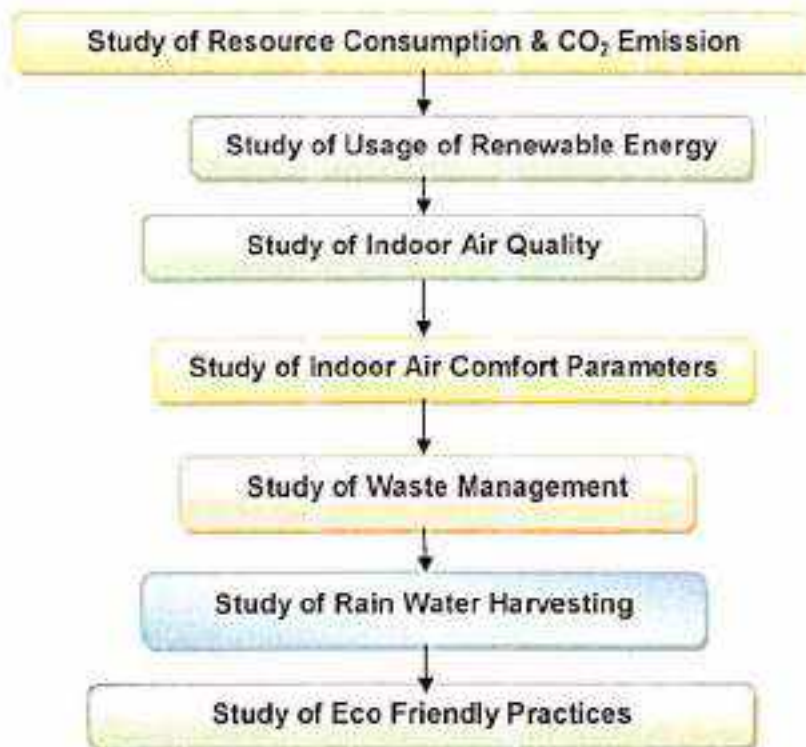 Study of Resource Consumption & CO₂ Emission
Study of Usage of Renewable Energy
Study of Indoor Air Quality
Study of Indoor Air Comfort Parameters
Study of Waste Management
Study of Rain Water Harvesting
Study of Eco Friendly Practices